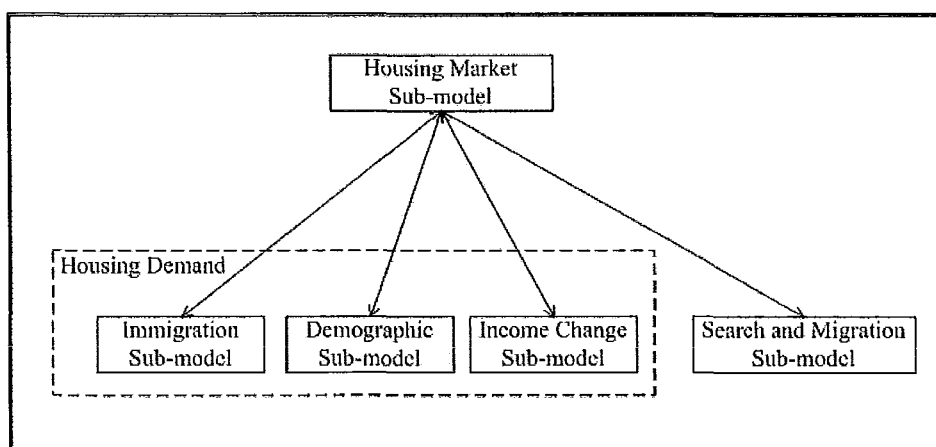 Housing Market
Sub-model
Housing Demand
Immigration
Sub-model
Demographic
Sub-model
Income Change
Sub-model
Search and Migration
Sub-model